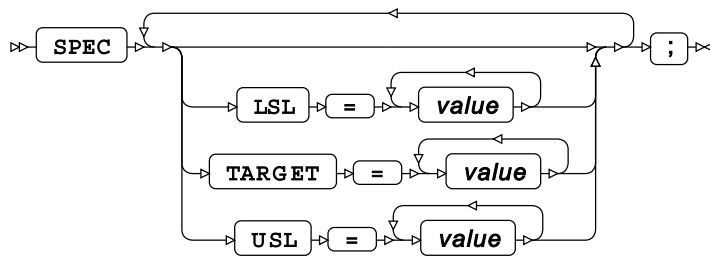 SPEC ;
LSL = value
TARGET = value
USL = value